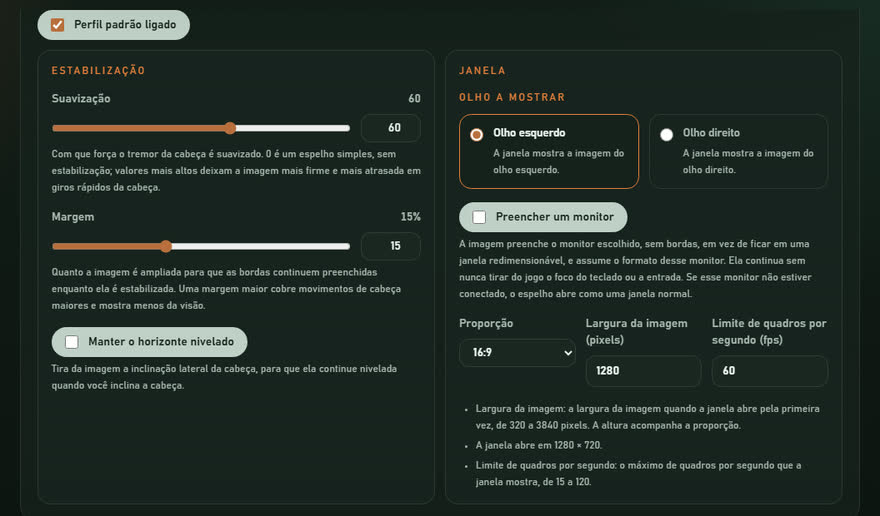 Perfil padrão ligado
ESTABILIZAÇÃO
Suavização 60
60
Com que força o tremor da cabeça é suavizado. 0 é um espelho simples, sem
estabilização; valores mais altos deixam a imagem mais firme e mais atrasada em
giros rápidos da cabeça.
Margem 15%
15
Quanto a imagem é ampliada para que as bordas continuem preenchidas
enquanto ela é estabilizada. Uma margem maior cobre movimentos de cabeça
maiores e mostra menos da visão.
Manter o horizonte nivelado
Tira da imagem a inclinação lateral da cabeça, para que ela continue nivelada
quando você inclina a cabeça.
JANELA
OLHO A MOSTRAR
Olho esquerdo
A janela mostra a imagem do
olho esquerdo.
Olho direito
A janela mostra a imagem do
olho direito.
Preencher um monitor
A imagem preenche o monitor escolhido, sem bordas, em vez de ficar em uma
janela redimensionável, e assume o formato desse monitor. Ela continua sem
nunca tirar do jogo o foco do teclado ou a entrada. Se esse monitor não estiver
conectado, o espelho abre como uma janela normal.
Proporção
16:9
Largura da imagem
(pixels)
1280
Limite de quadros por
segundo (fps)
60
• Largura da imagem: a largura da imagem quando a janela abre pela primeira
vez, de 320 a 3840 pixels. A altura acompanha a proporção.
• A janela abre em 1280 × 720.
• Limite de quadros por segundo: o máximo de quadros por segundo que a
janela mostra, de 15 a 120.